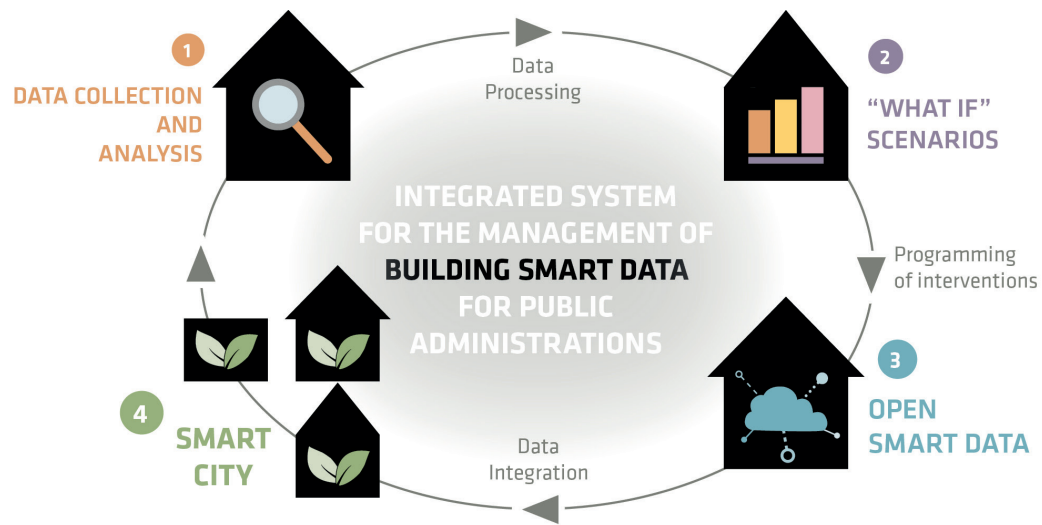 1
DATA COLLECTION
AND
ANALYSIS
Data
Processing
2
“WHAT IF”
SCENARIOS
INTEGRATED SYSTEM
FOR THE MANAGEMENT OF
BUILDING SMART DATA
FOR PUBLIC
ADMINISTRATIONS
Programming
of interventions
3
OPEN
SMART DATA
Data
Integration
4
SMART
CITY